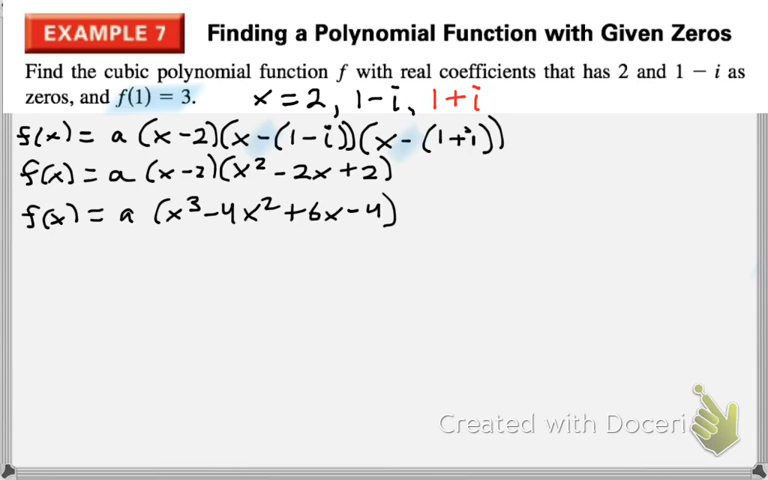 EXAMPLE 7 Finding a Polynomial Function with Given Zeros
Find the cubic polynomial function f with real coefficients that has 2 and 1 − i as
zeros, and f(1) = 3. x = 2, 1-i, 1+i
f(x) = a (x-2)(x-(1-i))(x-(1+i))
f(x) = a (x-2)(x² - 2x + 2)
f(x) = a (x³-4x²+6x-4)
Created with Doceri